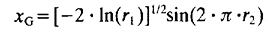 x_G = [−2 · ln(r_1)]^{1/2} sin(2 · π · r_2)